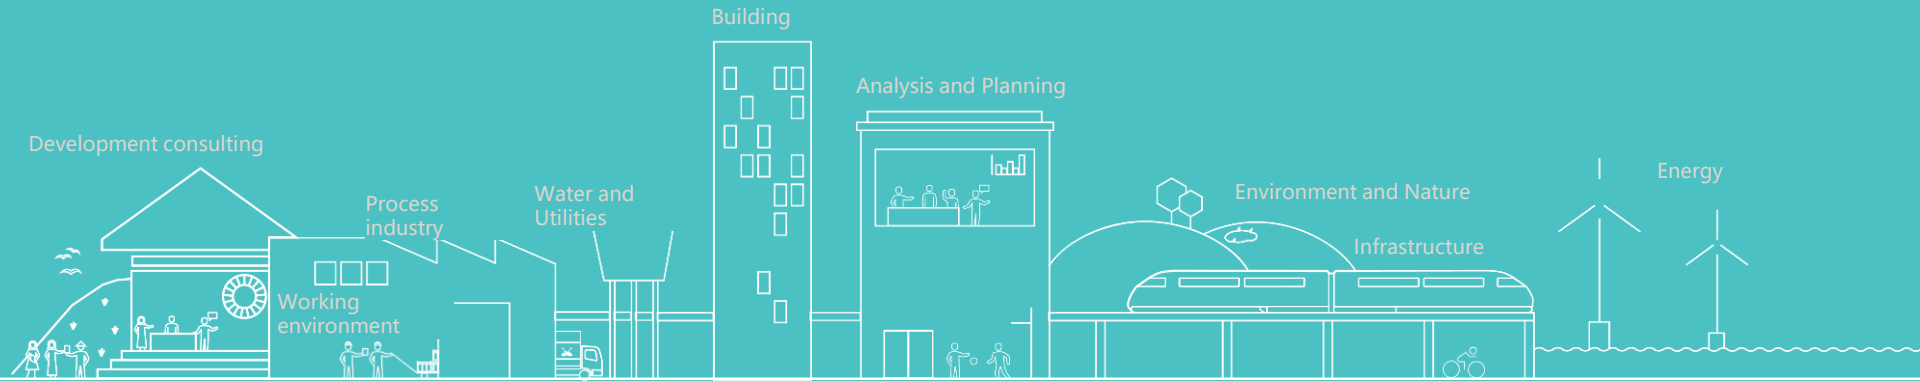 Building
Analysis and Planning
Development consulting
Energy
Water and
Utilities
Environment and Nature
Process
industry
Infrastructure
Working
environment